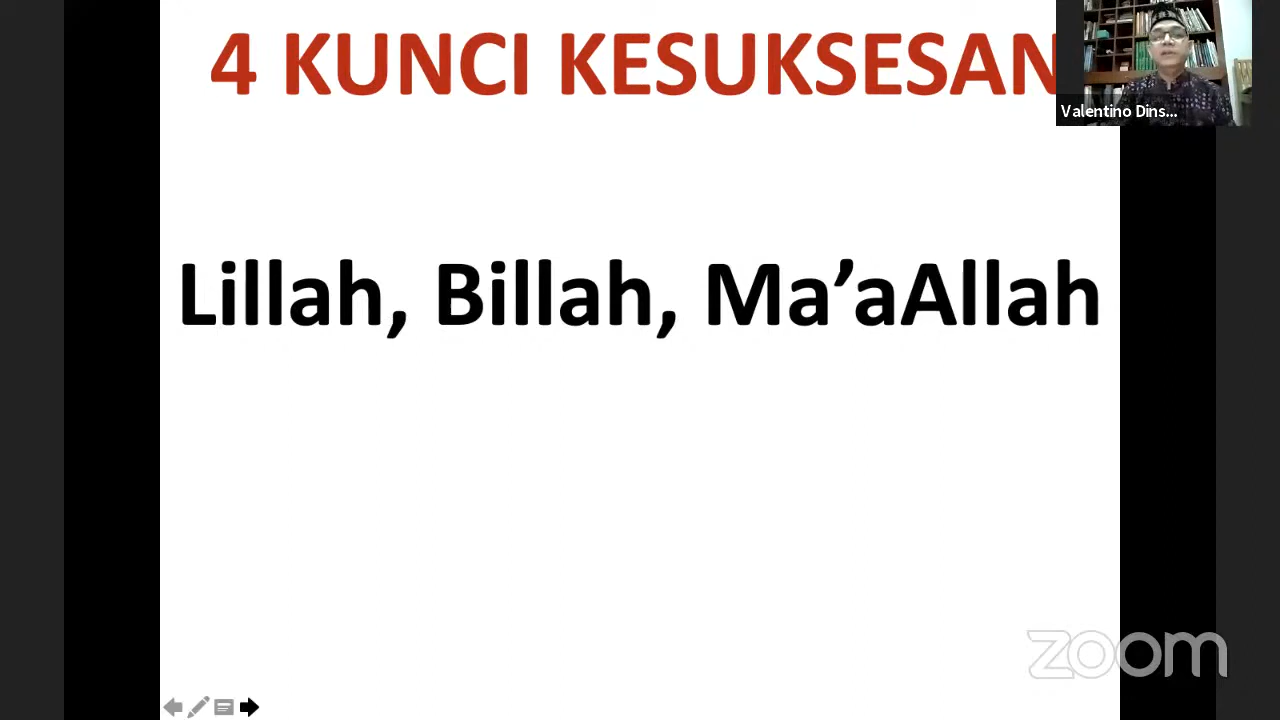 4 KUNCI KESUKSESAN
Valentino Dins...
Lillah, Billah, Ma’aAllah
zoom